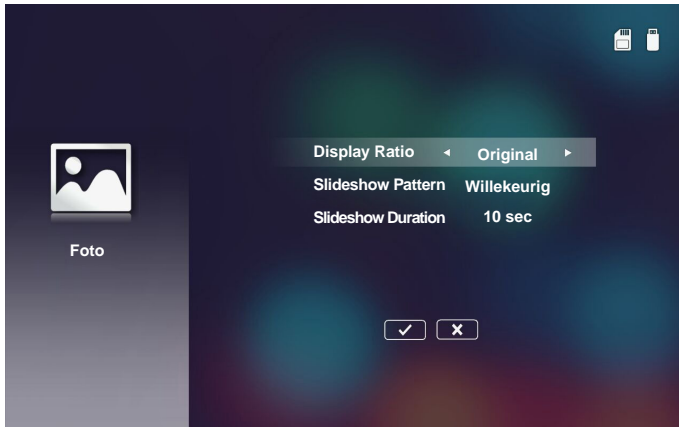 Display Ratio Original
Slideshow Pattern Willekeurig
Slideshow Duration 10 sec
Foto